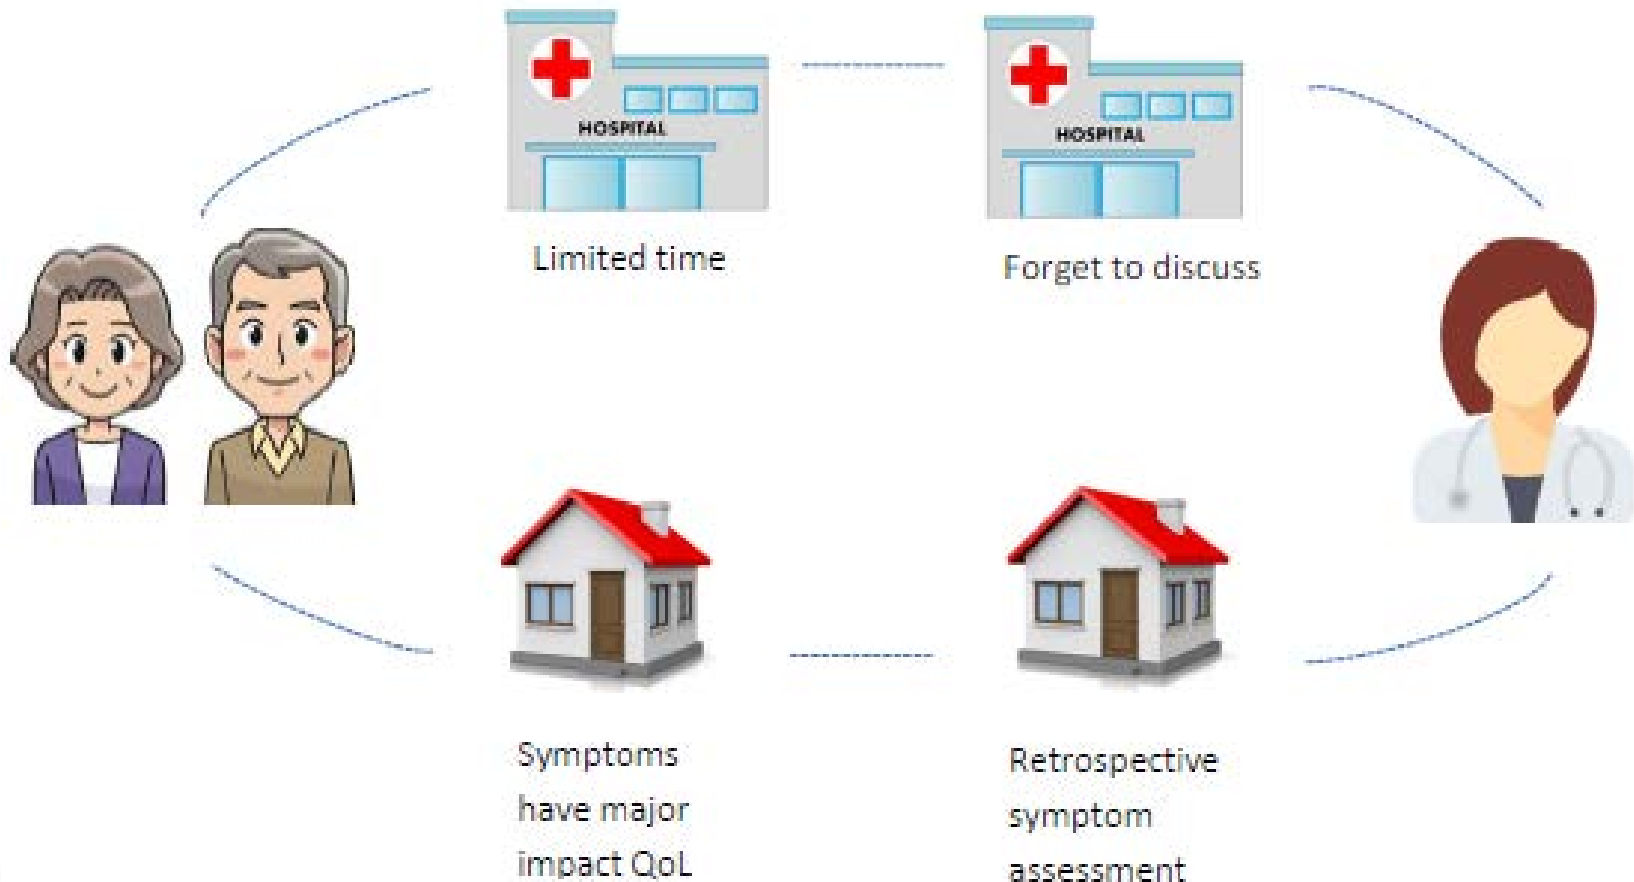 HOSPITAL
HOSPITAL
Limited time
Forget to discuss
Symptoms
have major
impact QoL
Retrospective
symptom
assessment